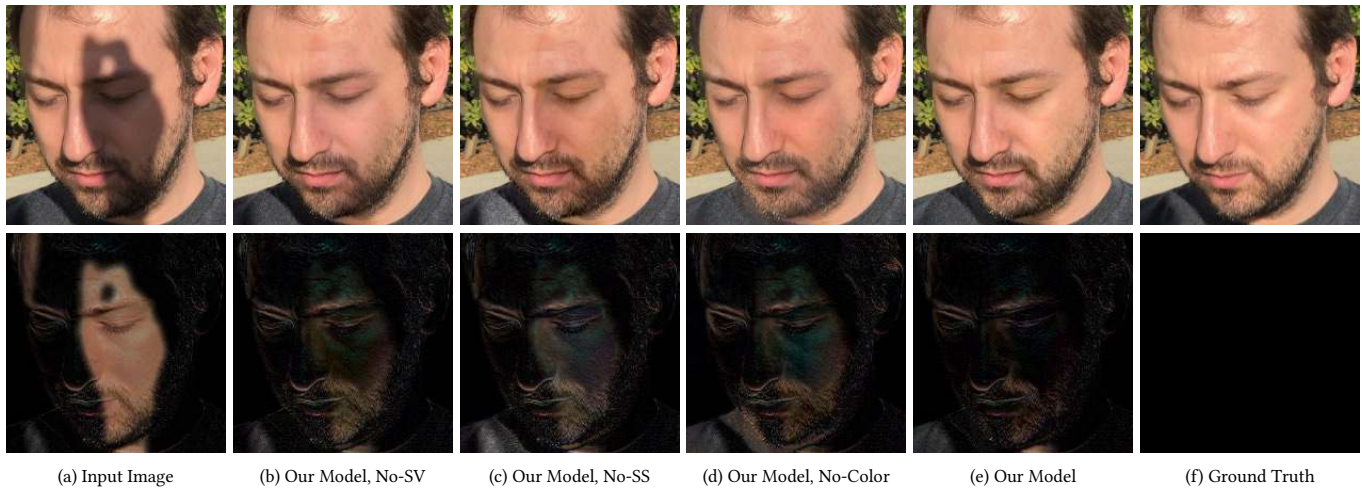 (a) Input Image
(b) Our Model, No-SV
(c) Our Model, No-SS
(d) Our Model, No-Color
(e) Our Model
(f) Ground Truth